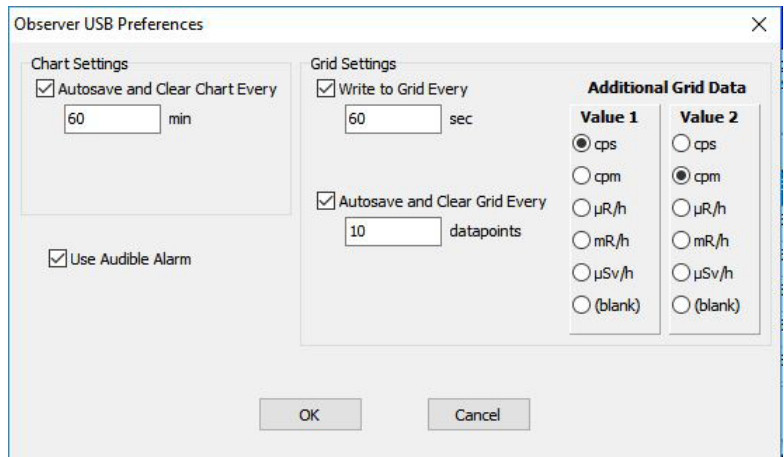 Observer USB Preferences
Chart Settings
Autosave and Clear Chart Every
60 min
Use Audible Alarm
Grid Settings
Write to Grid Every
60 sec
Autosave and Clear Grid Every
10 datapoints
Additional Grid Data
Value 1
cps
cpm
µR/h
mR/h
µSv/h
(blank)
Value 2
cps
cpm
µR/h
mR/h
µSv/h
(blank)
OK Cancel